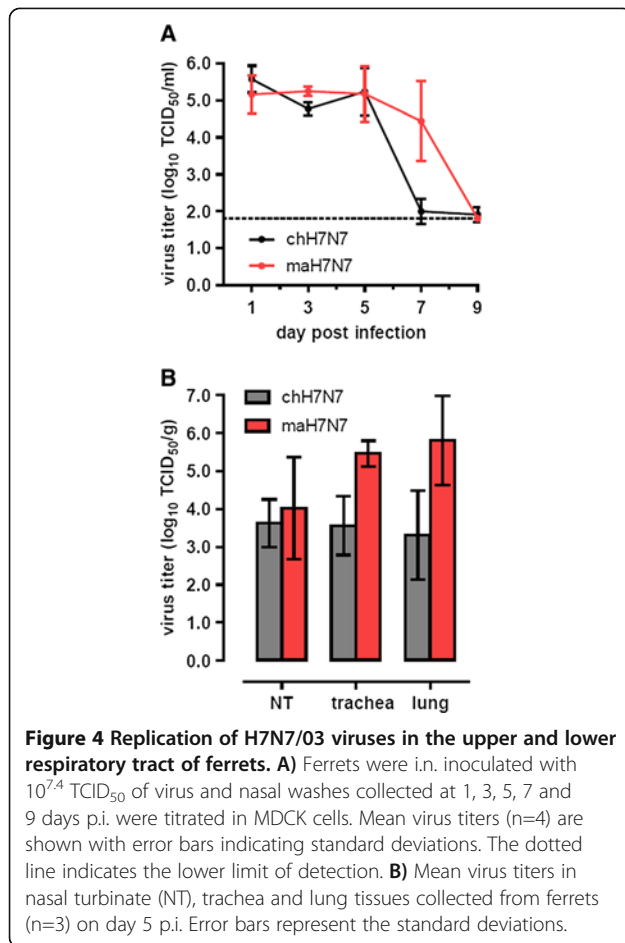 A
virus titer (log10 TCID50/ml)
6.0
5.0
4.0
3.0
2.0
1.0
0.0
chH7N7
maH7N7
1 3 5 7 9
day post infection
B
virus titer (log10 TCID50/g)
7.0
6.0
5.0
4.0
3.0
2.0
1.0
0.0
chH7N7
maH7N7
NT trachea lung
Figure 4 Replication of H7N7/03 viruses in the upper and lower
respiratory tract of ferrets. A) Ferrets were i.n. inoculated with
10^7.4 TCID50 of virus and nasal washes collected at 1, 3, 5, 7 and
9 days p.i. were titrated in MDCK cells. Mean virus titers (n=4) are
shown with error bars indicating standard deviations. The dotted
line indicates the lower limit of detection. B) Mean virus titers in
nasal turbinate (NT), trachea and lung tissues collected from ferrets
(n=3) on day 5 p.i. Error bars represent the standard deviations.